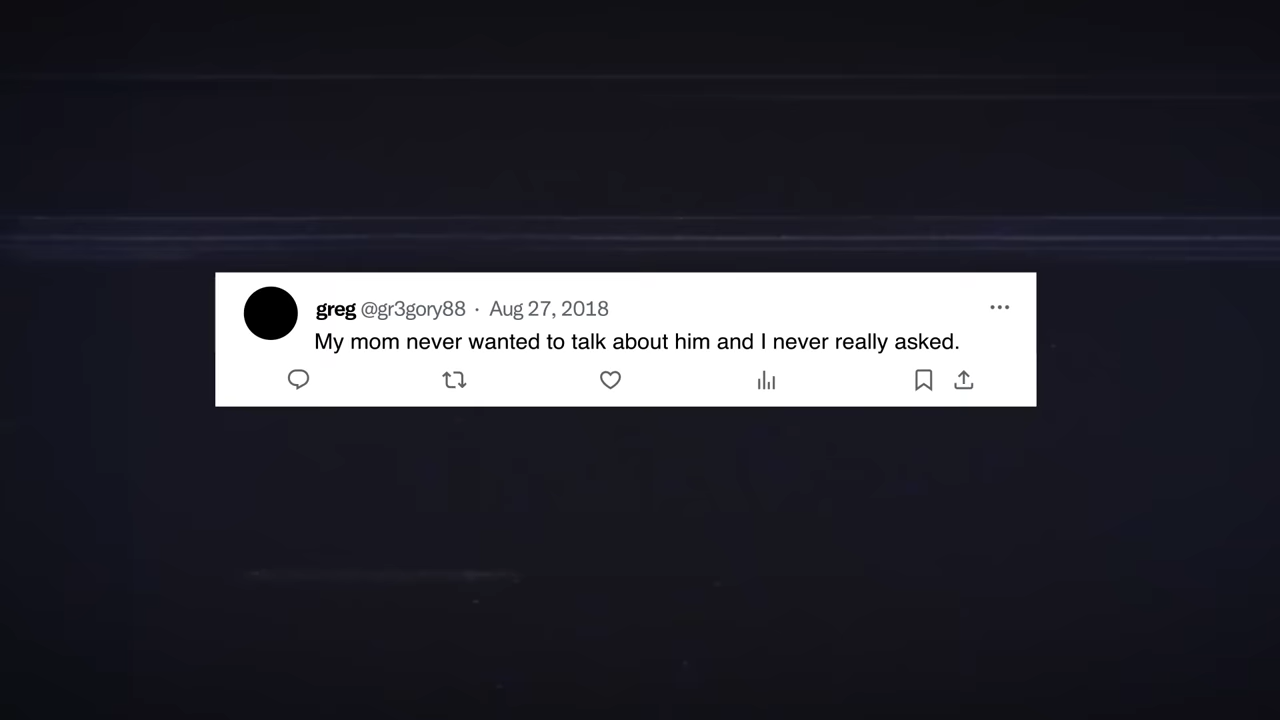 greg @gr3gory88 · Aug 27, 2018
My mom never wanted to talk about him and I never really asked.